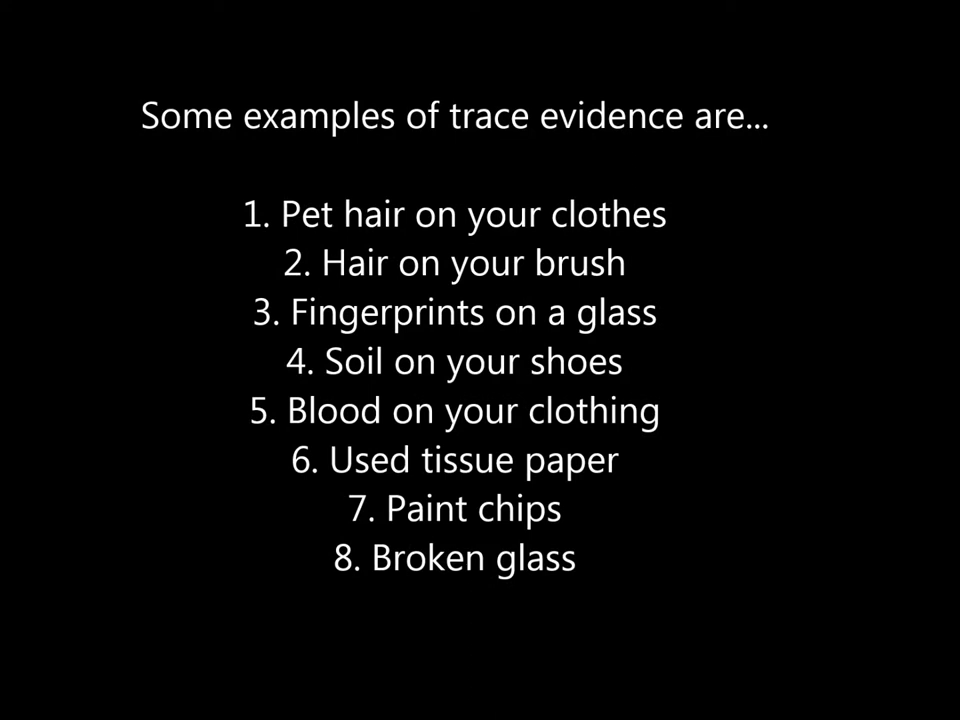 Some examples of trace evidence are...
1. Pet hair on your clothes
2. Hair on your brush
3. Fingerprints on a glass
4. Soil on your shoes
5. Blood on your clothing
6. Used tissue paper
7. Paint chips
8. Broken glass